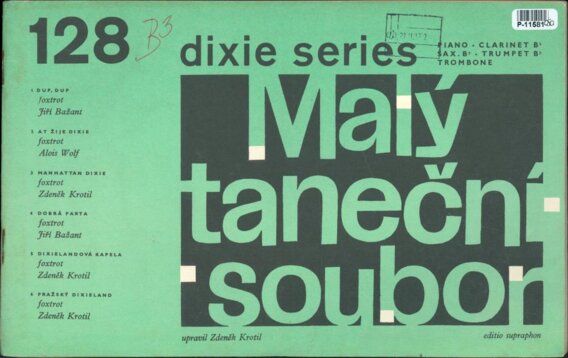 128
B3
dixie series
PIANO · CLARINET B♭
SAX. B♭ · TRUMPET B♭
TROMBONE
P-11581
1 DUP, DUP
foxtrot
Jiří Bažant
2 AT ŽIJE DIXIE
foxtrot
Alois Wolf
3 MANHATTAN DIXIE
foxtrot
Zdeněk Krotil
4 DOBRÁ PARTA
foxtrot
Jiří Bažant
5 DIXIELANDOVÁ KAPELA
foxtrot
Zdeněk Krotil
6 PRAŽSKÝ DIXIELAND
foxtrot
Zdeněk Krotil
Malý
taneční
soubor
upravil Zdeněk Krotil
editio supraphon